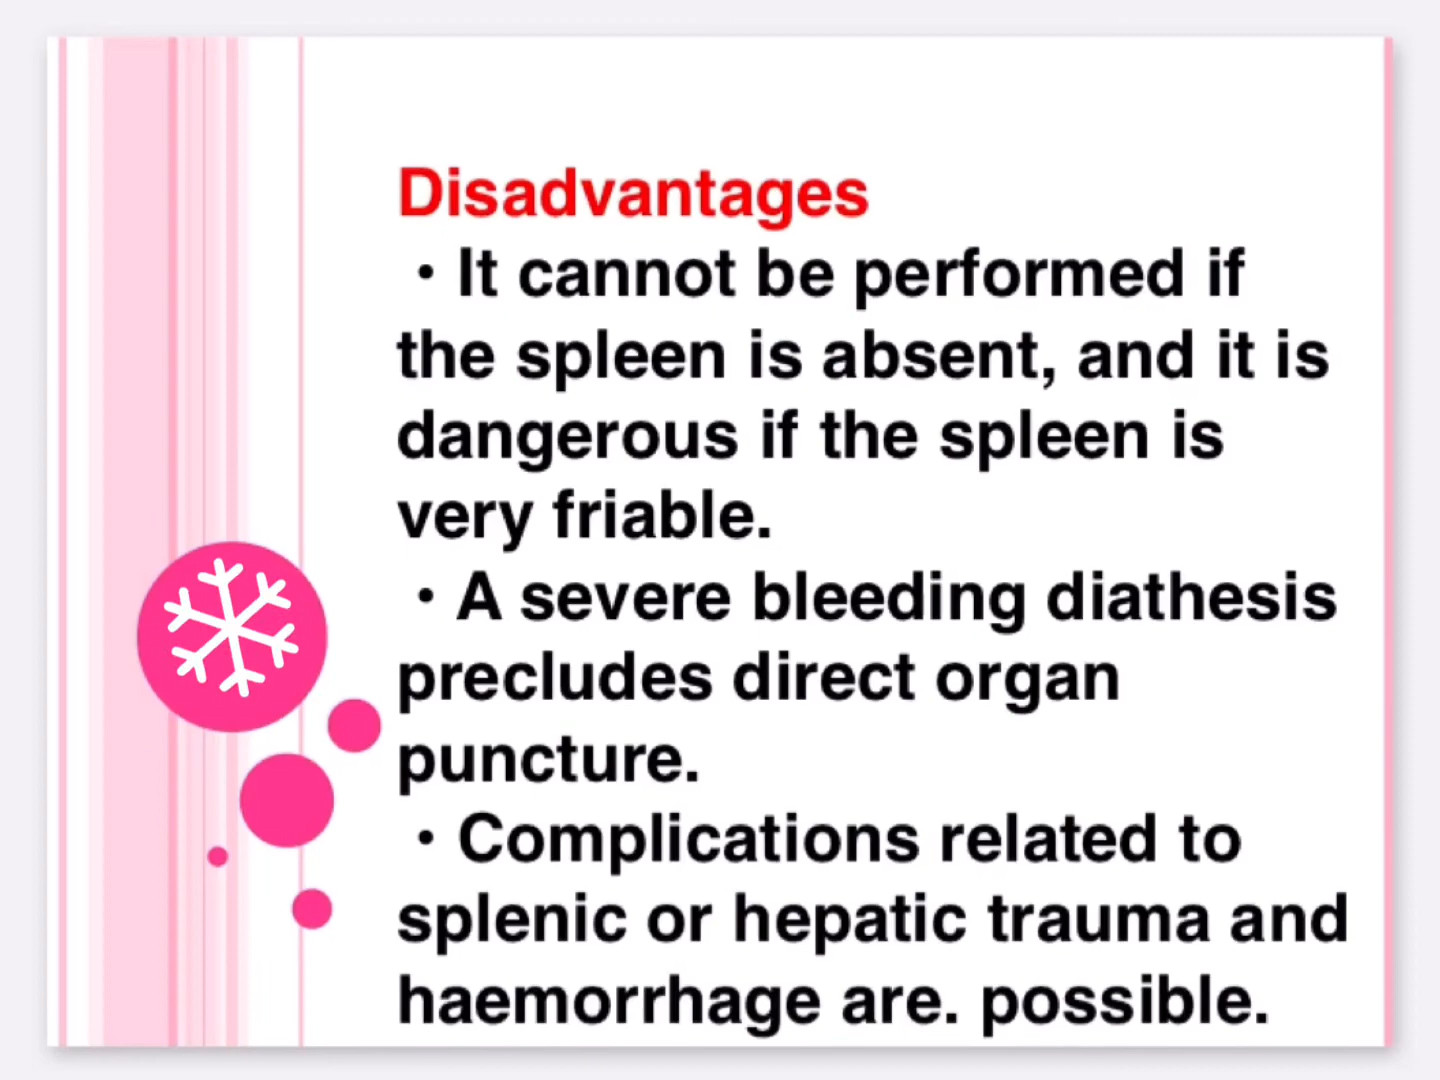 Disadvantages
• It cannot be performed if
the spleen is absent, and it is
dangerous if the spleen is
very friable.
• A severe bleeding diathesis
precludes direct organ
puncture.
• Complications related to
splenic or hepatic trauma and
haemorrhage are. possible.